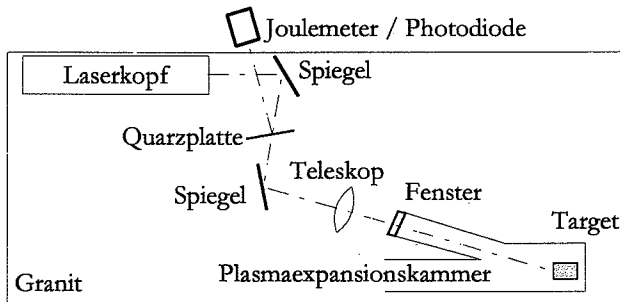 Joulemeter / Photodiode
Laserkopf
Spiegel
Quarzplatte
Teleskop
Spiegel
Fenster
Target
Plasmaexpansionskammer
Granit